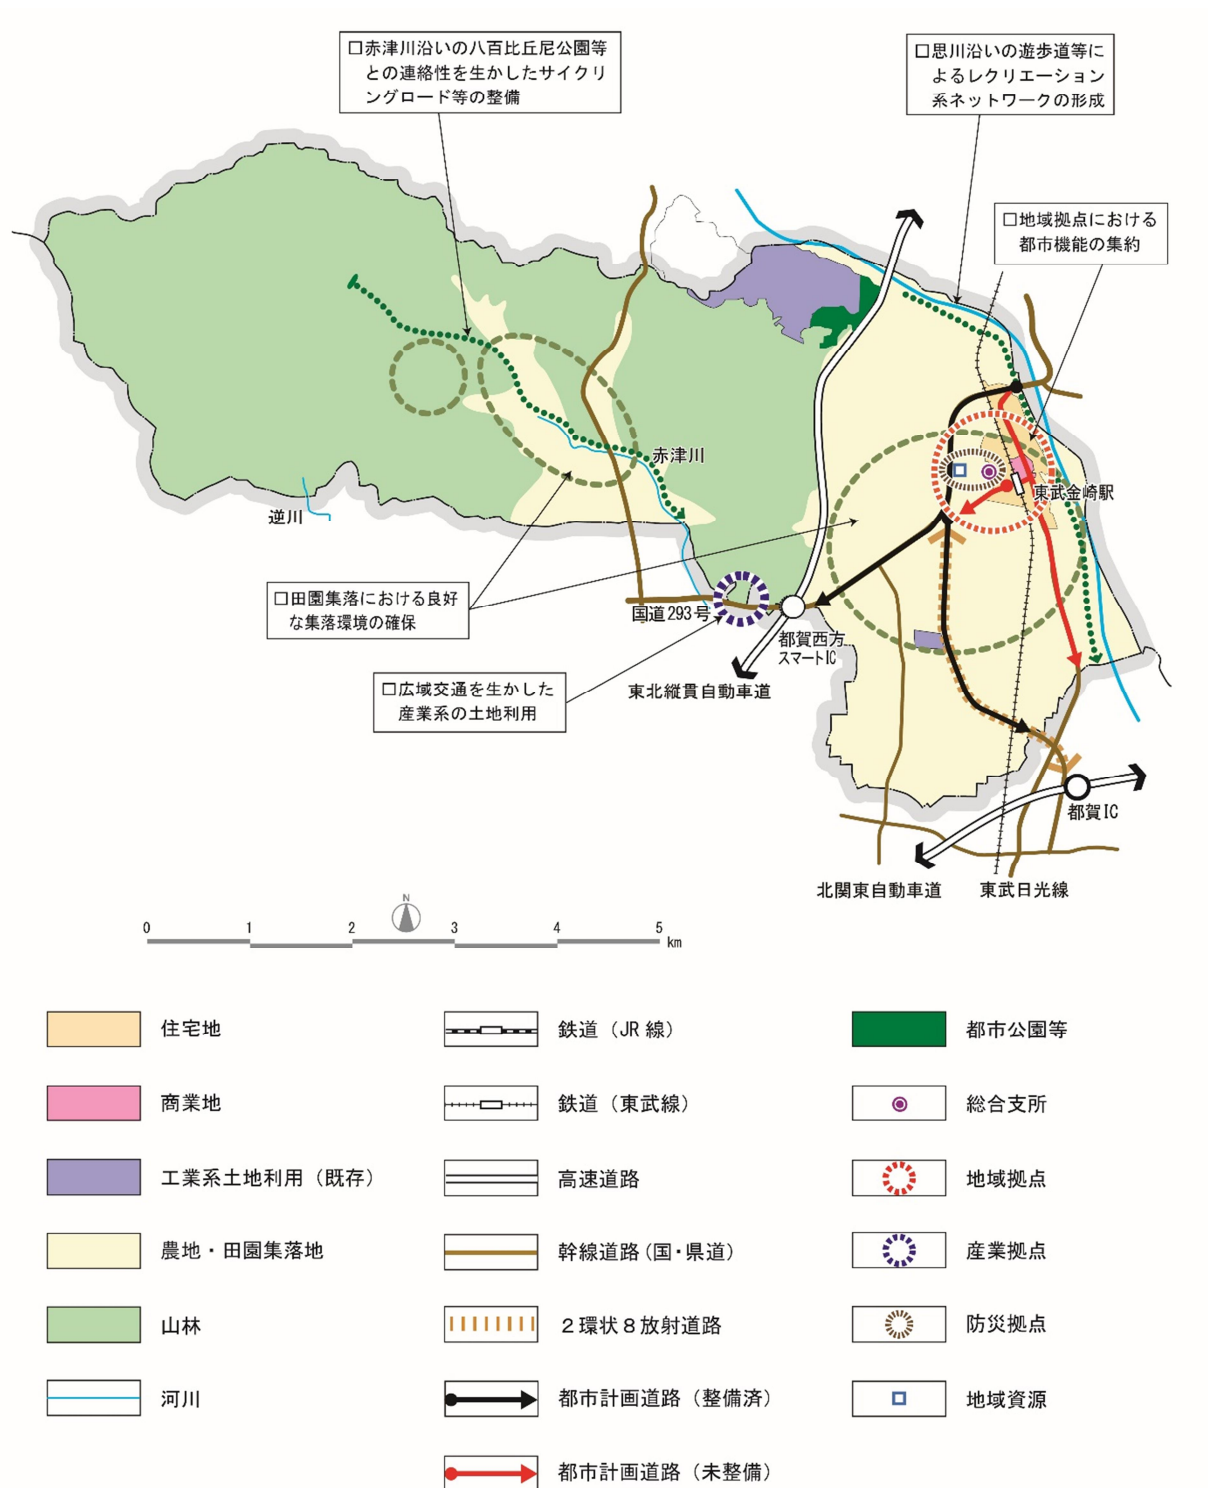 □赤津川沿いの八百比丘尼公園等
との連絡性を生かしたサイクリ
ングロード等の整備
□思川沿いの遊歩道等に
よるレクリエーション
系ネットワークの形成
□地域拠点における
都市機能の集約
赤津川
東武金崎駅
逆川
□田園集落における良好
な集落環境の確保
国道293号
都賀西方
スマートIC
□広域交通を生かした
産業系の土地利用
東北縦貫自動車道
都賀IC
北関東自動車道
東武日光線
N
0 1 2 3 4 5
km
住宅地
鉄道（JR 線）
都市公園等
商業地
鉄道（東武線）
総合支所
工業系土地利用（既存）
高速道路
地域拠点
農地・田園集落地
幹線道路（国・県道）
産業拠点
山林
２環状８放射道路
防災拠点
河川
都市計画道路（整備済）
地域資源
都市計画道路（未整備）